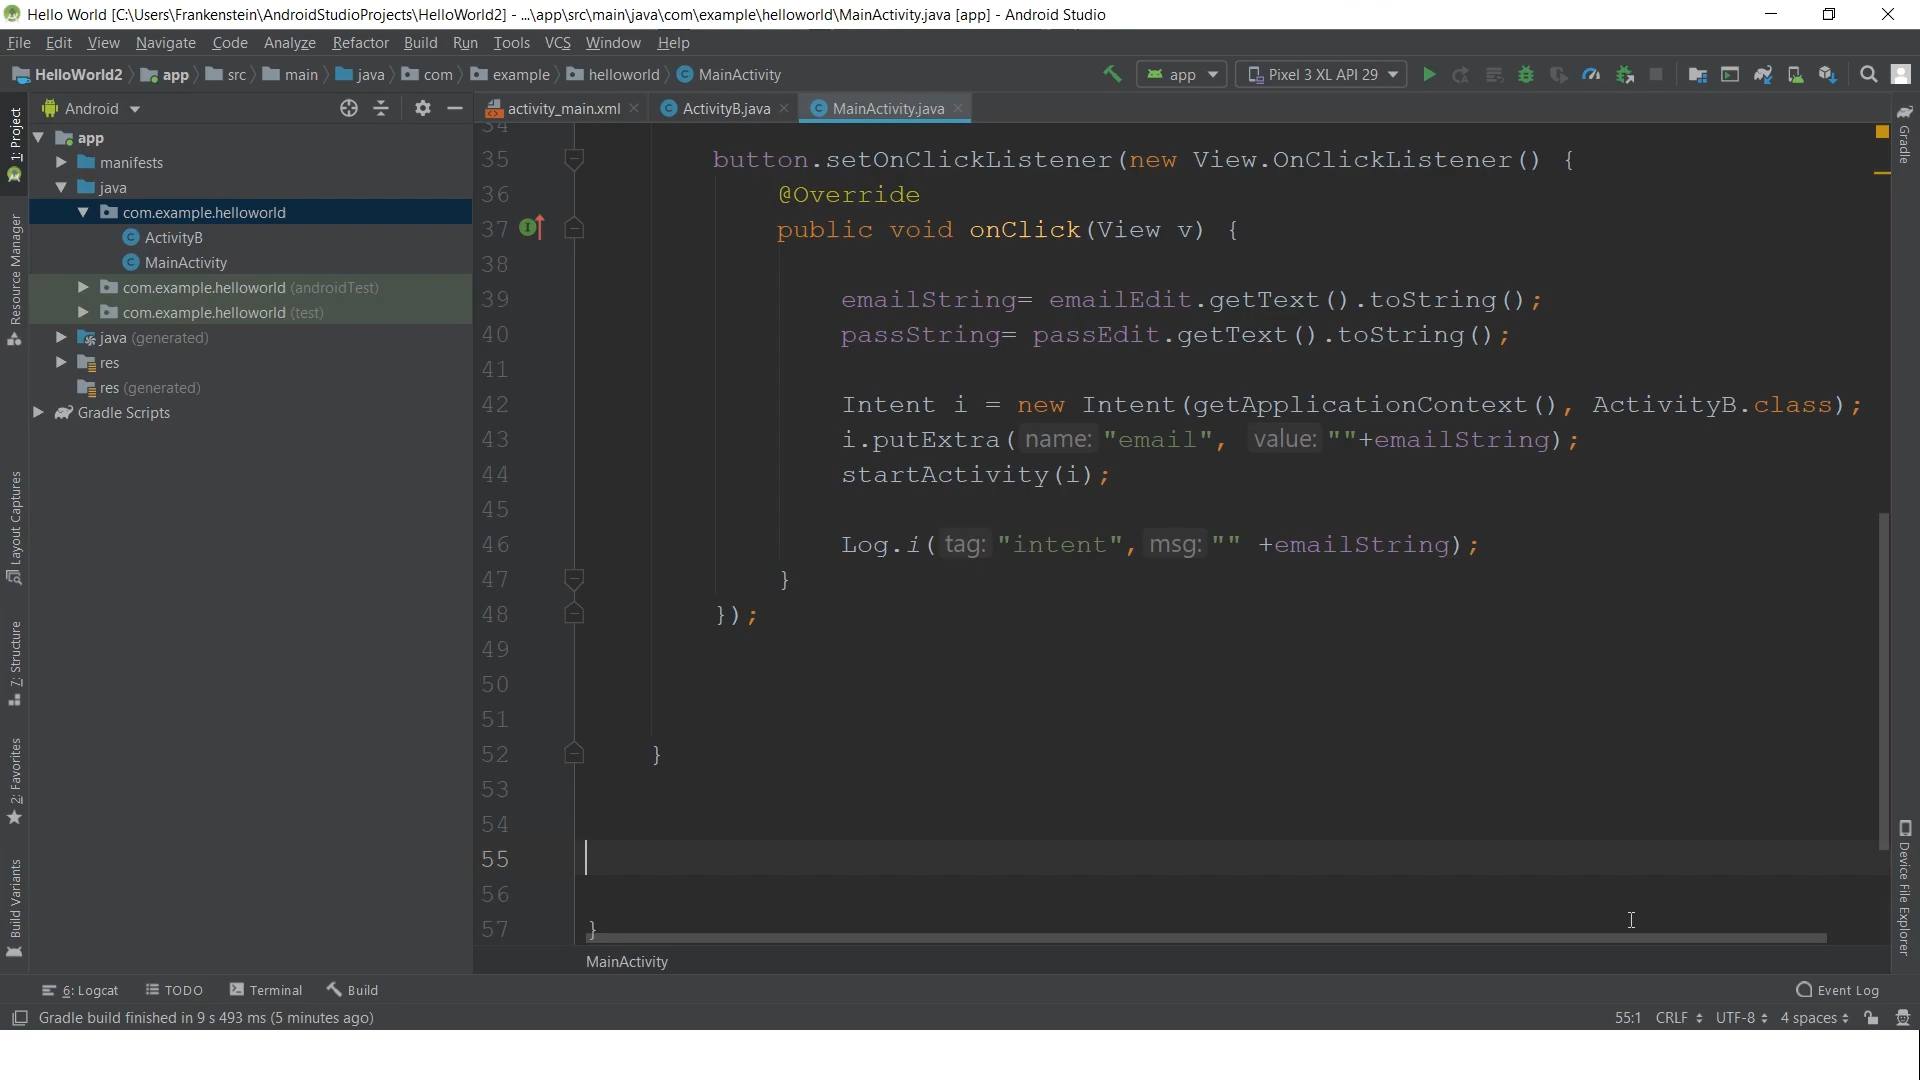 Hello World [C:\Users\Frankenstein\AndroidStudioProjects\HelloWorld2] - ...\app\src\main\java\com\example\helloworld\MainActivity.java [app] - Android Studio
File Edit View Navigate Code Analyze Refactor Build Run Tools VCS Window Help
HelloWorld2 app src main java com example helloworld MainActivity
app Pixel 3 XL API 29
Android
activity_main.xml ActivityB.java MainActivity.java
1: Project
Resource Manager
Layout Captures
7: Structure
2: Favorites
Build Variants
app
manifests
java
com.example.helloworld
ActivityB
MainActivity
com.example.helloworld (androidTest)
com.example.helloworld (test)
java (generated)
res
res (generated)
Gradle Scripts
34
35 button.setOnClickListener(new View.OnClickListener() {
36 @Override
37 public void onClick(View v) {
38
39 emailString= emailEdit.getText().toString();
40 passString= passEdit.getText().toString();
41
42 Intent i = new Intent(getApplicationContext(), ActivityB.class);
43 i.putExtra( name: "email", value: ""+emailString);
44 startActivity(i);
45
46 Log.i( tag: "intent", msg: "" +emailString);
47 }
48 });
49
50
51
52 }
53
54
55
56
57 }
MainActivity
Gradle
Device File Explorer
6: Logcat TODO Terminal Build Event Log
Gradle build finished in 9 s 493 ms (5 minutes ago) 55:1 CRLF UTF-8 4 spaces